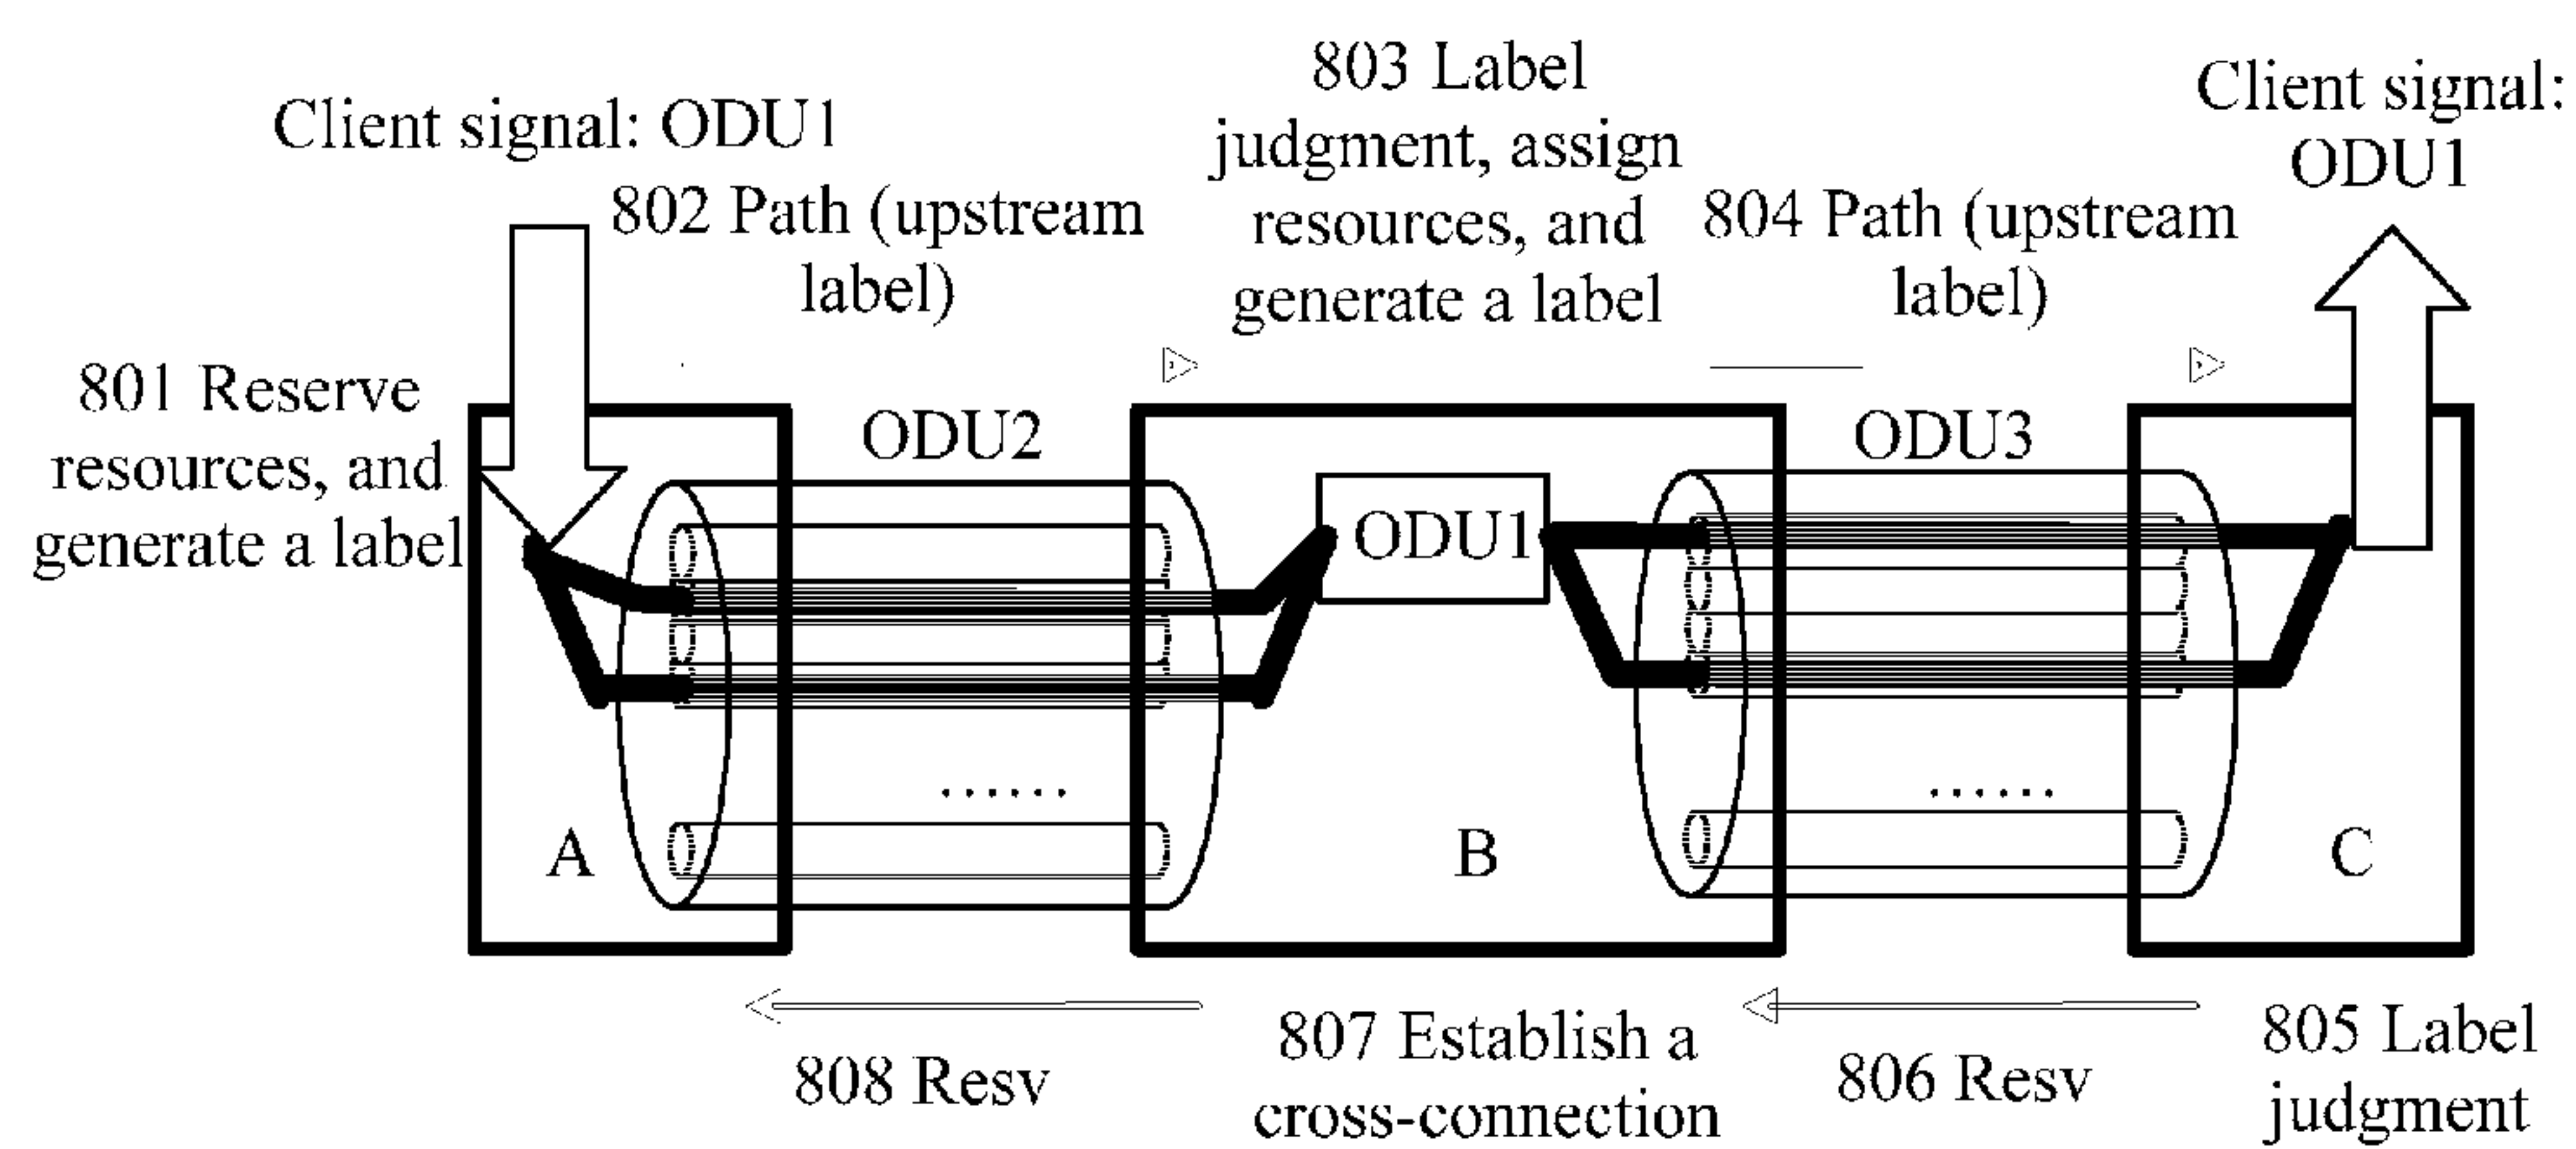 Client signal: ODU1
802 Path (upstream
label)
803 Label
judgment, assign
resources, and
generate a label
804 Path (upstream
label)
Client signal:
ODU1
801 Reserve
resources, and
generate a label
ODU2
ODU1
ODU3
......
......
A
B
C
808 Resv
807 Establish a
cross-connection
806 Resv
805 Label
judgment